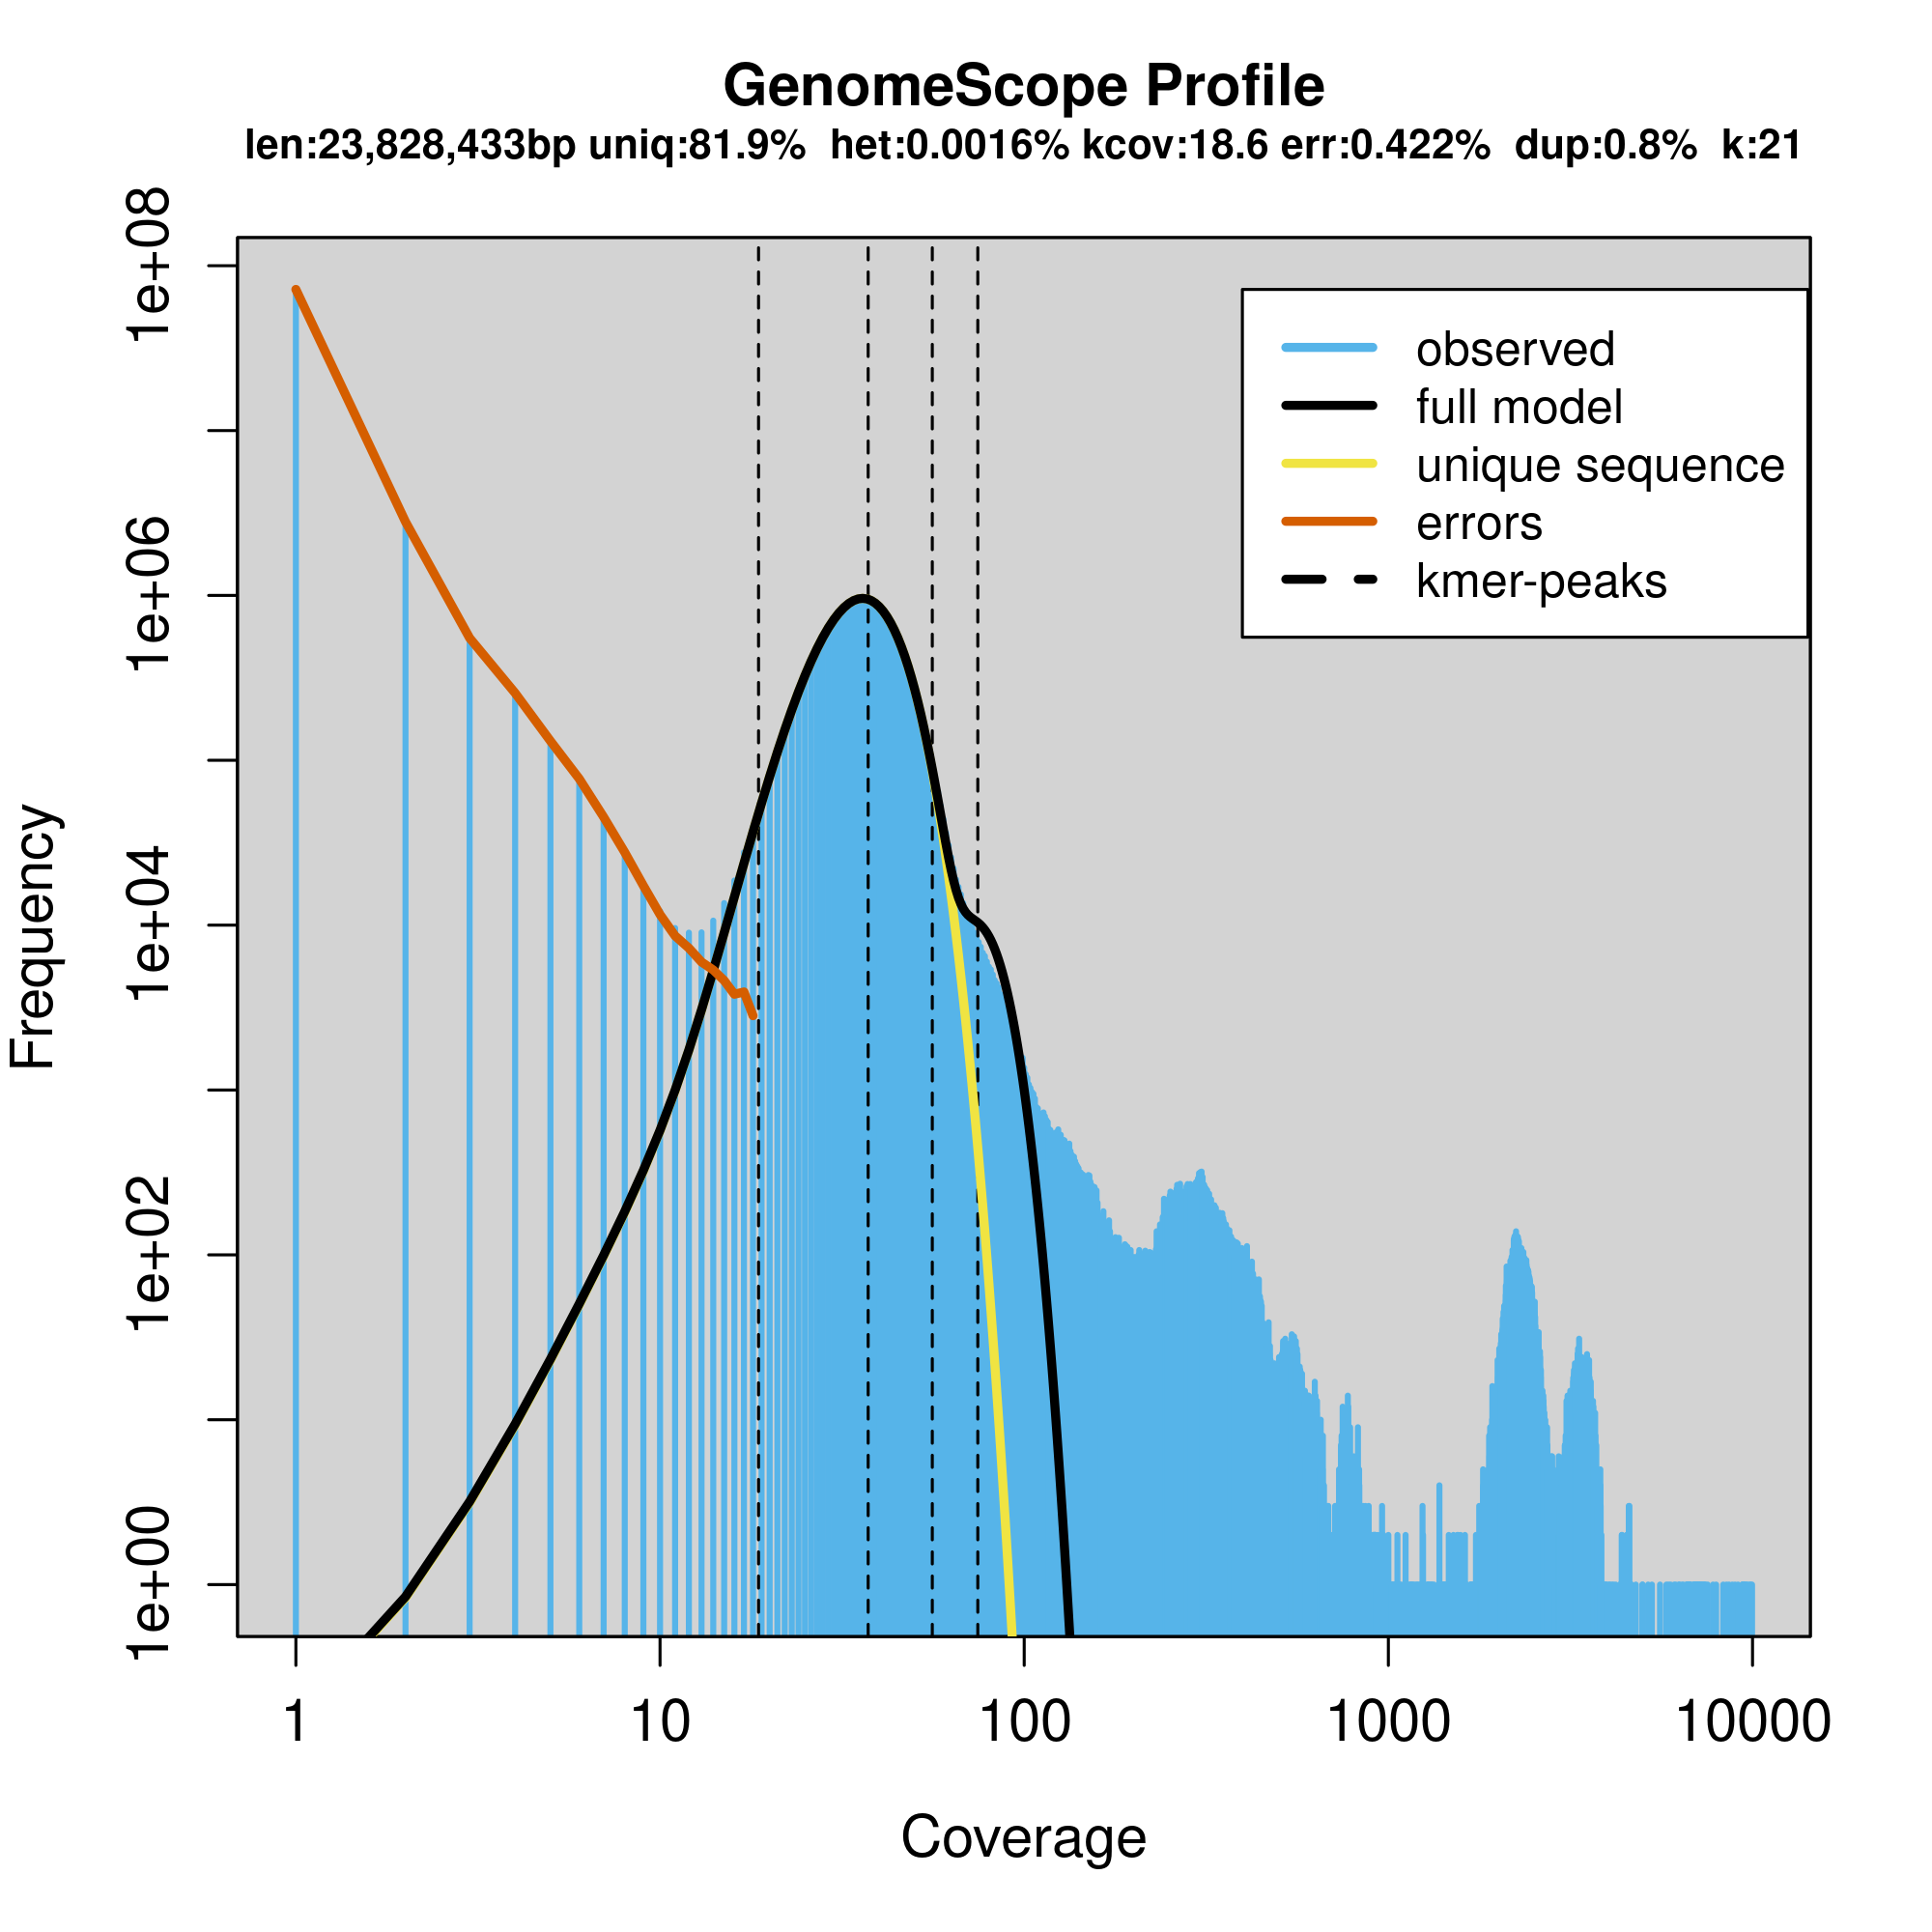 GenomeScope Profile
len:23,828,433bp uniq:81.9% het:0.0016% kcov:18.6 err:0.422% dup:0.8% k:21
1e+08
1e+06
1e+04
1e+02
1e+00
Frequency
observed
full model
unique sequence
errors
kmer-peaks
1
10
100
1000
10000
Coverage